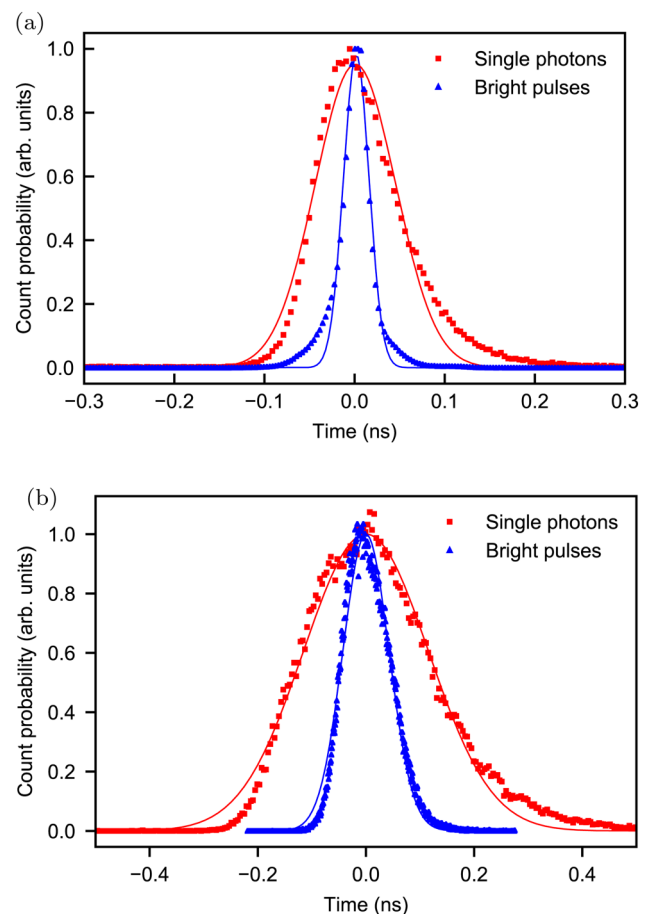 (a)
Single photons
Bright pulses
1.0
0.8
0.6
0.4
0.2
0.0
−0.3 −0.2 −0.1 0.0 0.1 0.2 0.3
Count probability (arb. units)
Time (ns)
(b)
Single photons
Bright pulses
1.0
0.8
0.6
0.4
0.2
0.0
−0.4 −0.2 0.0 0.2 0.4
Count probability (arb. units)
Time (ns)